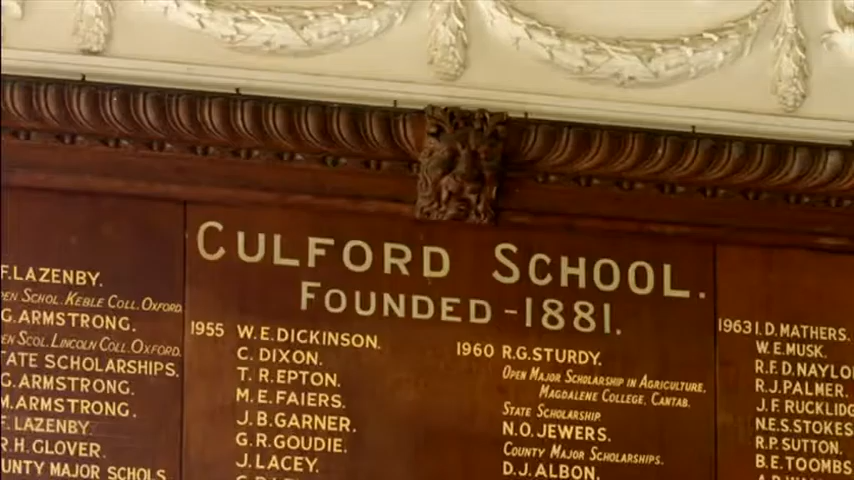 CULFORD SCHOOL.
FOUNDED - 1881.
F. LAZENBY.
OPEN SCHOL. KEBLE COLL. OXFORD.
G. ARMSTRONG.
OPEN SCOL. LINCOLN COLL. OXFORD.
STATE SCHOLARSHIPS.
G. ARMSTRONG.
M. ARMSTRONG.
F. LAZENBY.
R.H. GLOVER.
COUNTY MAJOR SCHOLS.
1955 W.E. DICKINSON.
C. DIXON.
T.R. EPTON.
M.E. FAIERS.
J.B. GARNER.
G.R. GOUDIE.
J. LACEY.
1960 R.G. STURDY.
OPEN MAJOR SCHOLARSHIP IN AGRICULTURE,
MAGDALENE COLLEGE, CANTAB.
STATE SCHOLARSHIP
N.O. JEWERS.
COUNTY MAJOR SCHOLARSHIPS.
D.J. ALBON.
1963 I.D. MATHERS.
W.E. MUSK.
R.F.D. NAYLO
R.J. PALMER.
J.F. RUCKLIDG
N.E.S. STOKES
R.P. SUTTON.
B.E. TOOMBS